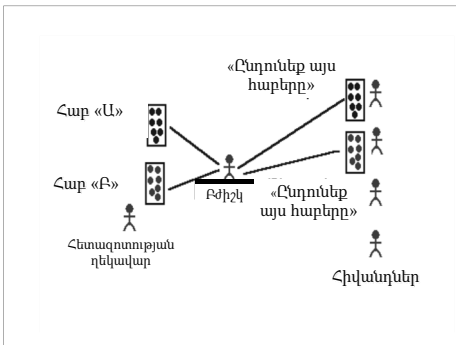 «Ընդունեք այս
հաբերը»
Հաբ «Ա»
Հաբ «Բ»
Բժիշկ
«Ընդունեք
այս հաբերը»
Հետազոտության
ղեկավար
Հիվանդներ